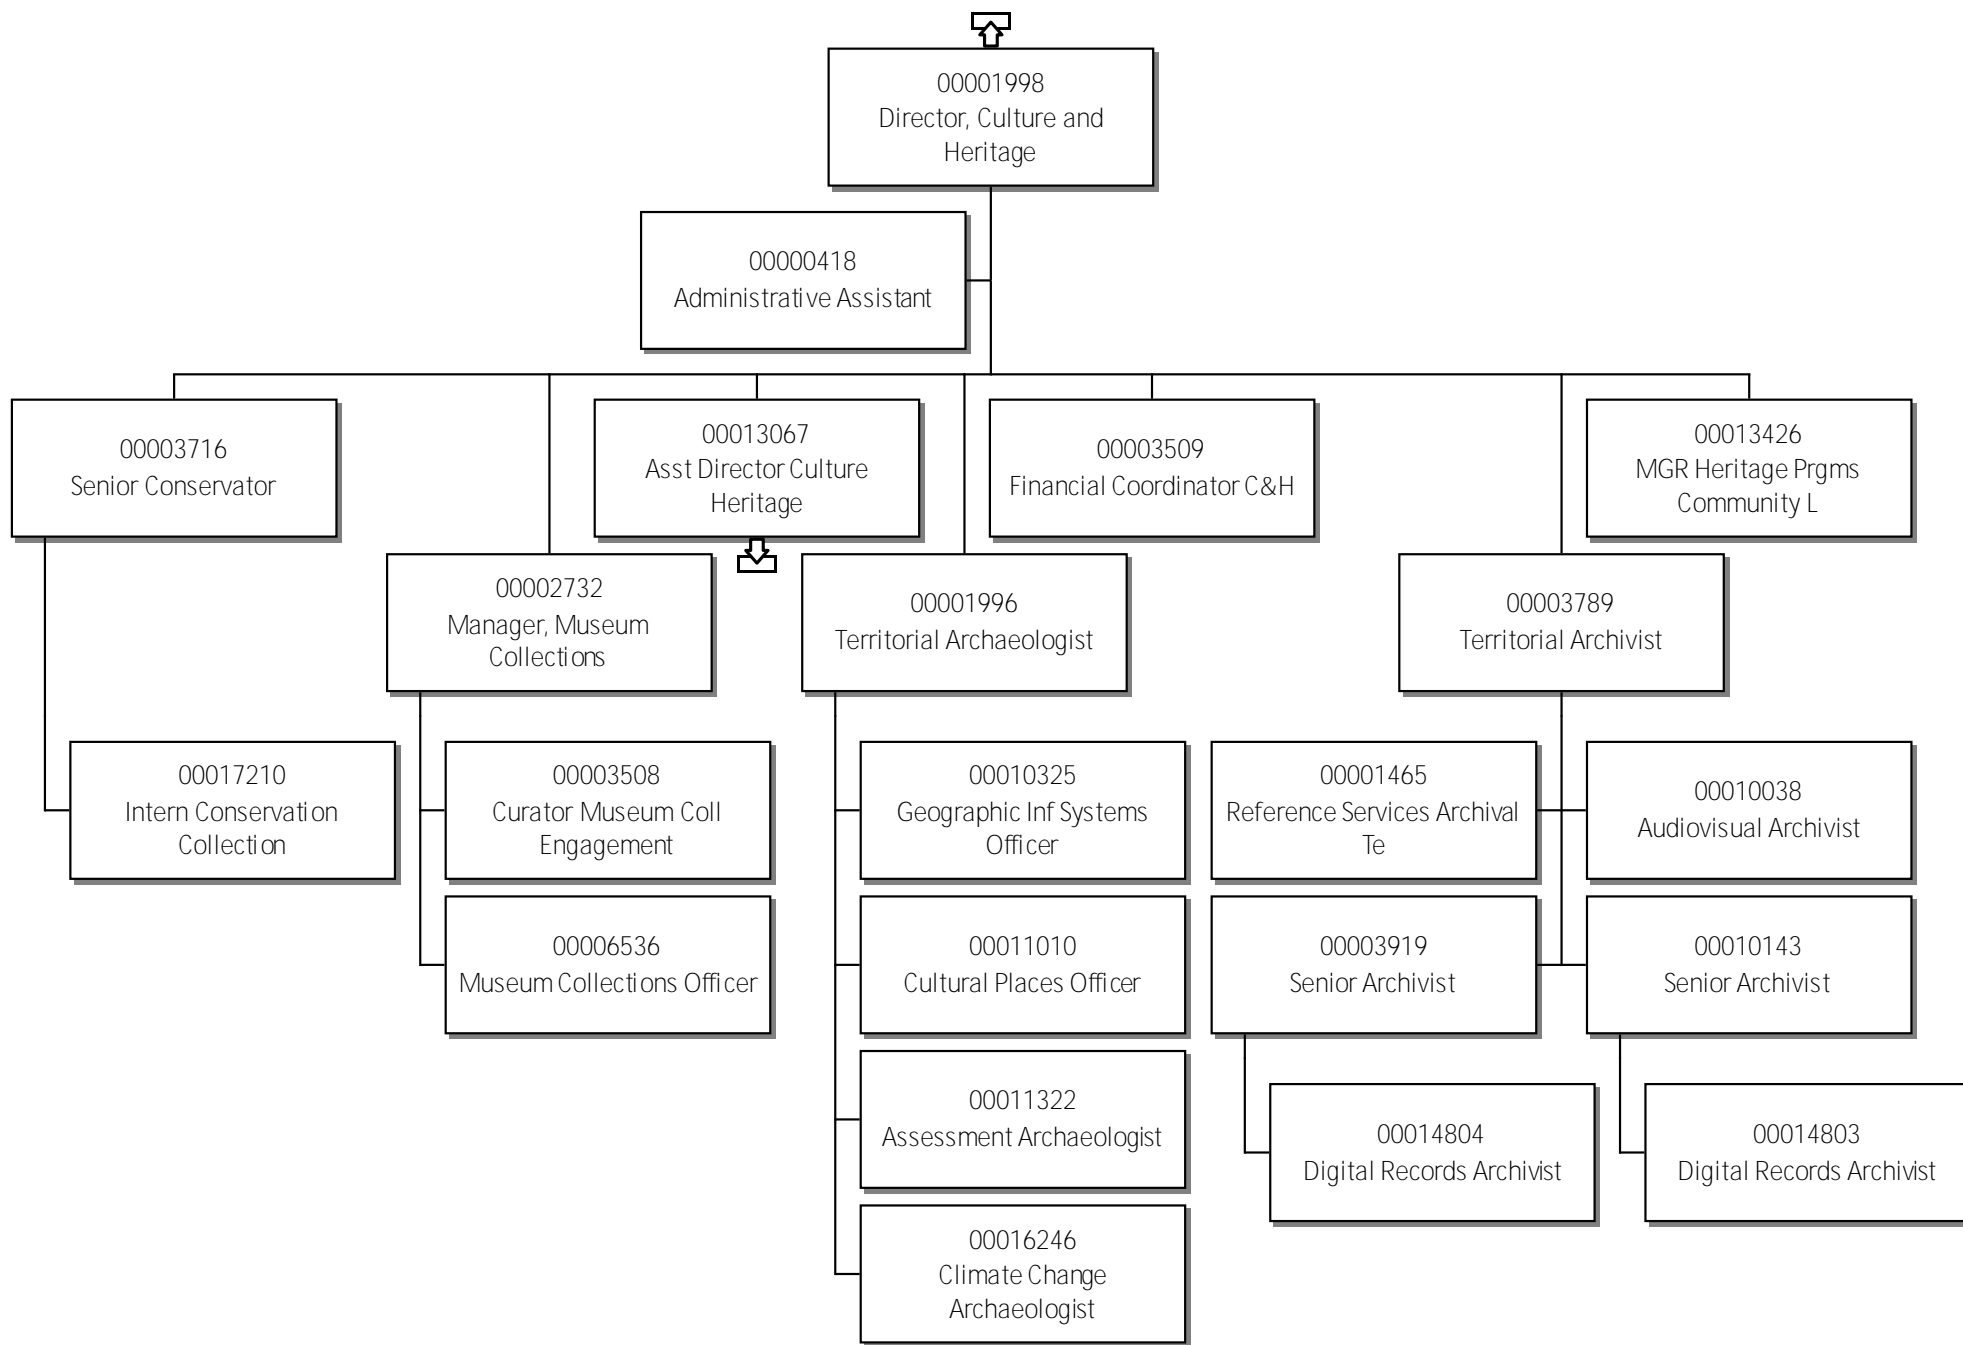 00001998
Director, Culture and
Heritage
00000418
Administrative Assistant
00003716
Senior Conservator
00013067
Asst Director Culture
Heritage
00003509
Financial Coordinator C&H
00013426
MGR Heritage Prgms
Community L
00002732
Manager, Museum
Collections
00001996
Territorial Archaeologist
00003789
Territorial Archivist
00017210
Intern Conservation
Collection
00003508
Curator Museum Coll
Engagement
00010325
Geographic Inf Systems
Officer
00001465
Reference Services Archival
Te
00010038
Audiovisual Archivist
00006536
Museum Collections Officer
00011010
Cultural Places Officer
00003919
Senior Archivist
00010143
Senior Archivist
00011322
Assessment Archaeologist
00014804
Digital Records Archivist
00014803
Digital Records Archivist
00016246
Climate Change
Archaeologist